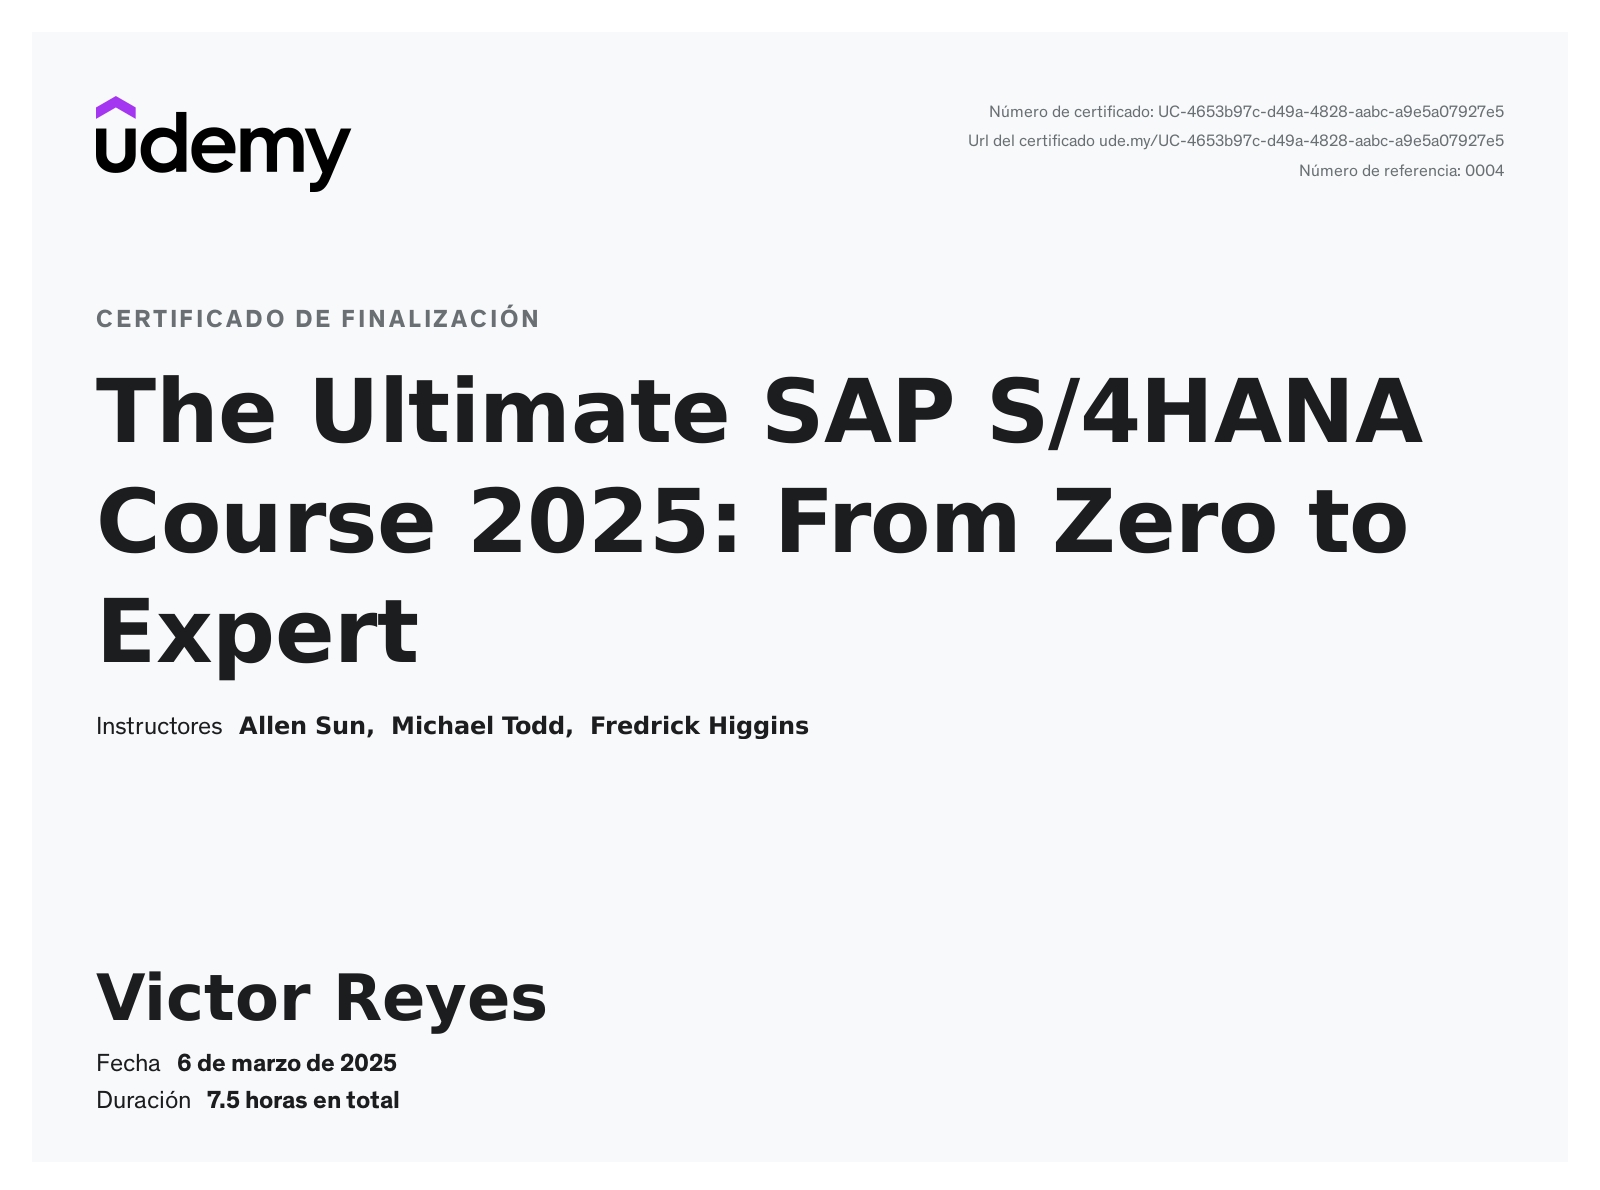 udemy
Número de certificado: UC-4653b97c-d49a-4828-aabc-a9e5a07927e5
Url del certificado ude.my/UC-4653b97c-d49a-4828-aabc-a9e5a07927e5
Número de referencia: 0004
CERTIFICADO DE FINALIZACIÓN
The Ultimate SAP S/4HANA
Course 2025: From Zero to
Expert
Instructores Allen Sun, Michael Todd, Fredrick Higgins
Victor Reyes
Fecha 6 de marzo de 2025
Duración 7.5 horas en total